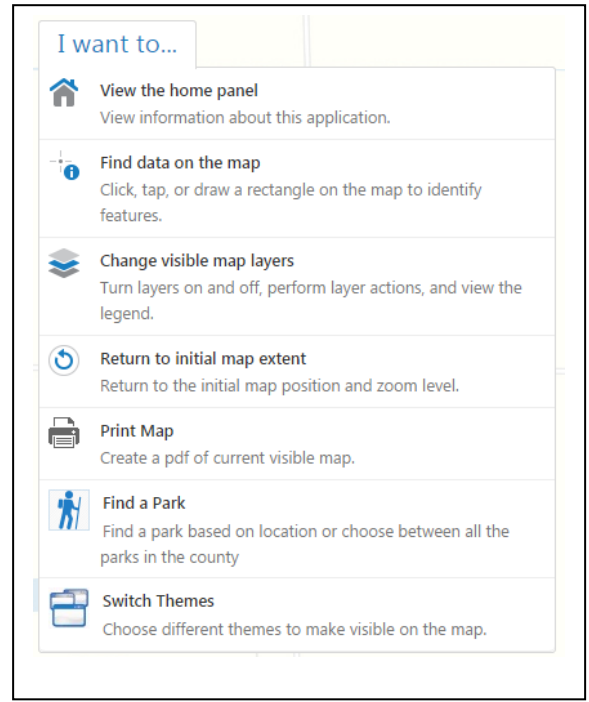 I want to...
View the home panel
View information about this application.
Find data on the map
Click, tap, or draw a rectangle on the map to identify
features.
Change visible map layers
Turn layers on and off, perform layer actions, and view the
legend.
Return to initial map extent
Return to the initial map position and zoom level.
Print Map
Create a pdf of current visible map.
Find a Park
Find a park based on location or choose between all the
parks in the county
Switch Themes
Choose different themes to make visible on the map.